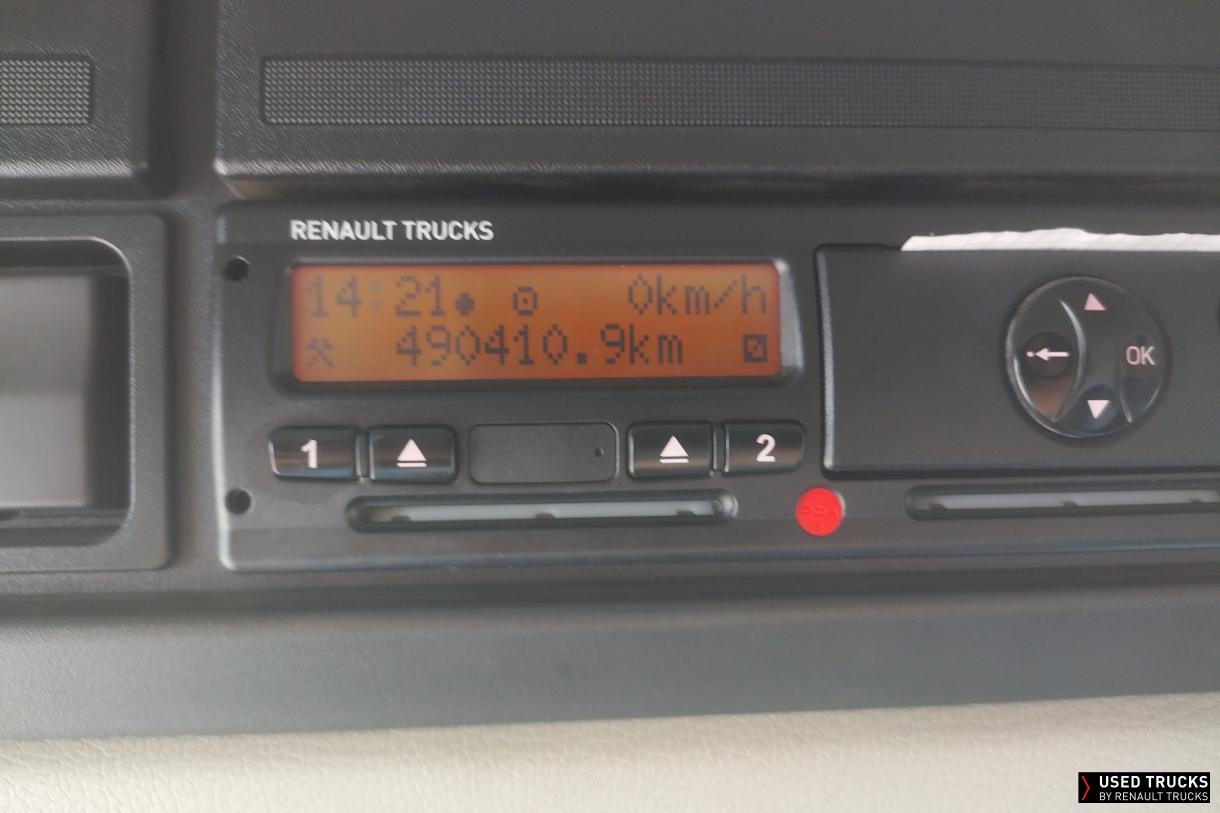 RENAULT TRUCKS
14:21 0km/h
490410.9km
OK
1 2
USED TRUCKS
BY RENAULT TRUCKS